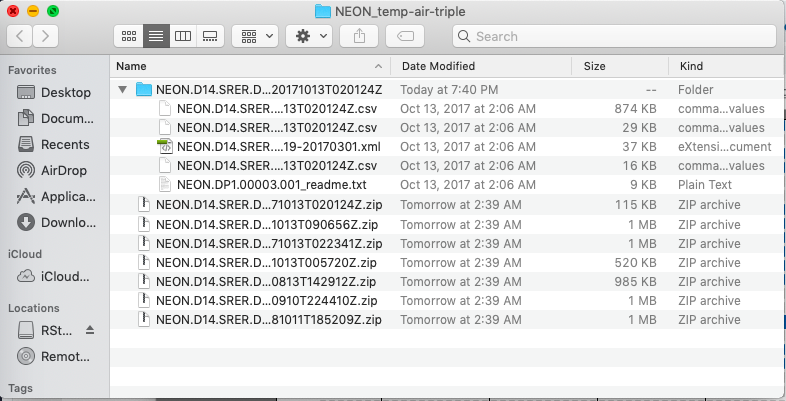 NEON_temp-air-triple
Search
Favorites
Desktop
Docum...
Recents
AirDrop
Applica...
Downlo...
iCloud
iCloud...
Locations
RSt...
Remot...
Tags
Name Date Modified Size Kind
NEON.D14.SRER.D...20171013T020124Z Today at 7:40 PM -- Folder
NEON.D14.SRER....13T020124Z.csv Oct 13, 2017 at 2:06 AM 874 KB comma...values
NEON.D14.SRER....13T020124Z.csv Oct 13, 2017 at 2:06 AM 29 KB comma...values
NEON.D14.SRER....19-20170301.xml Oct 13, 2017 at 2:06 AM 37 KB eXtensi...cument
NEON.D14.SRER....13T020124Z.csv Oct 13, 2017 at 2:06 AM 16 KB comma...values
NEON.DP1.00003.001_readme.txt Oct 13, 2017 at 2:06 AM 9 KB Plain Text
NEON.D14.SRER.D...71013T020124Z.zip Tomorrow at 2:39 AM 115 KB ZIP archive
NEON.D14.SRER.D...1013T090656Z.zip Tomorrow at 2:39 AM 1 MB ZIP archive
NEON.D14.SRER.D...71013T022341Z.zip Tomorrow at 2:39 AM 1 MB ZIP archive
NEON.D14.SRER.D...1013T005720Z.zip Tomorrow at 2:39 AM 520 KB ZIP archive
NEON.D14.SRER.D...0813T142912Z.zip Tomorrow at 2:39 AM 985 KB ZIP archive
NEON.D14.SRER.D...0910T224410Z.zip Tomorrow at 2:39 AM 1 MB ZIP archive
NEON.D14.SRER.D...81011T185209Z.zip Tomorrow at 2:39 AM 1 MB ZIP archive